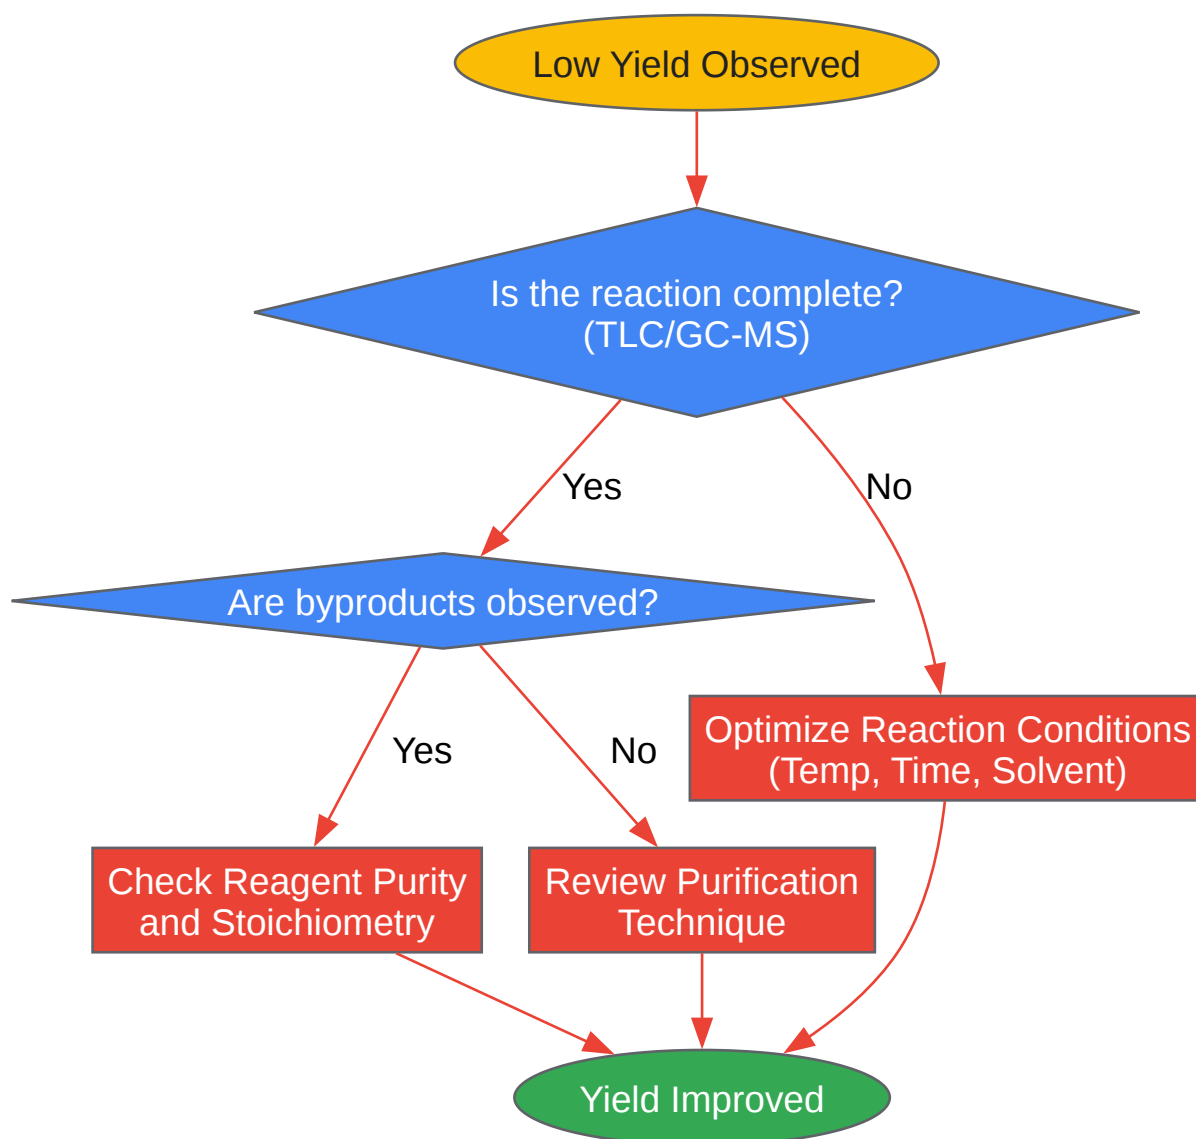 Low Yield Observed
Is the reaction complete?
(TLC/GC-MS)
Yes
No
Are byproducts observed?
Yes
No
Optimize Reaction Conditions
(Temp, Time, Solvent)
Check Reagent Purity
and Stoichiometry
Review Purification
Technique
Yield Improved